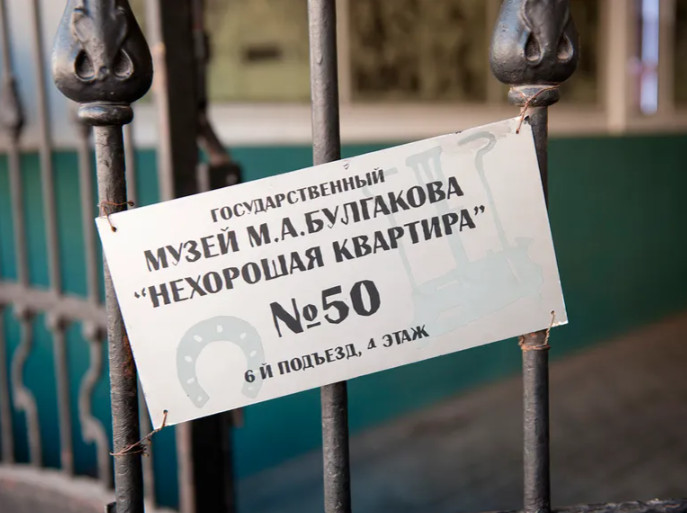 ГОСУДАРСТВЕННЫЙ
МУЗЕЙ М.А.БУЛГАКОВА
“НЕХОРОШАЯ КВАРТИРА”
№50
6 Й ПОДЪЕЗД, 4 ЭТАЖ